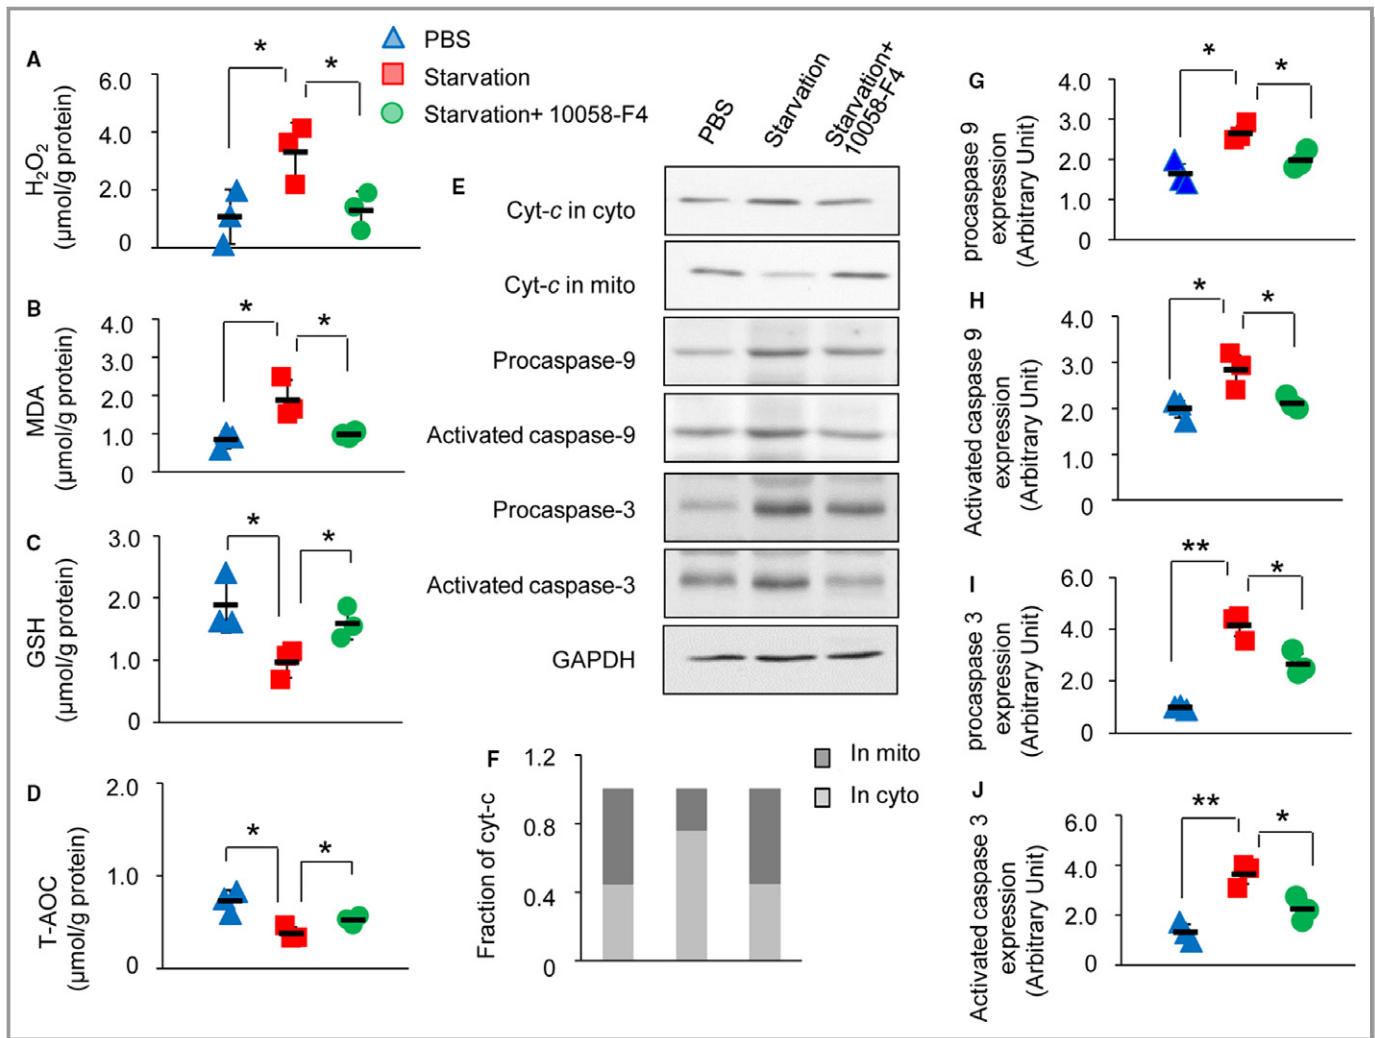 A
H₂O₂
(μmol/g protein)
6.0
4.0
2.0
0
*
*
PBS
Starvation
Starvation+ 10058-F4
B
MDA
(μmol/g protein)
4.0
3.0
2.0
1.0
0
*
*
C
GSH
(μmol/g protein)
3.0
2.0
1.0
0
*
*
D
T-AOC
(μmol/g protein)
2.0
1.0
0
*
*
E
PBS
Starvation
Starvation+
10058-F4
Cyt-c in cyto
Cyt-c in mito
Procaspase-9
Activated caspase-9
Procaspase-3
Activated caspase-3
GAPDH
F
Fraction of cyt-c
1.2
0.8
0.4
0
In mito
In cyto
G
procaspase 9
expression
(Arbitrary Unit)
4.0
3.0
2.0
1.0
0
*
*
H
Activated caspase 9
expression
(Arbitrary Unit)
4.0
3.0
2.0
1.0
0
*
*
I
procaspase 3
expression
(Arbitrary Unit)
6.0
4.0
2.0
0
**
*
J
Activated caspase 3
expression
(Arbitrary Unit)
6.0
4.0
2.0
0
**
*